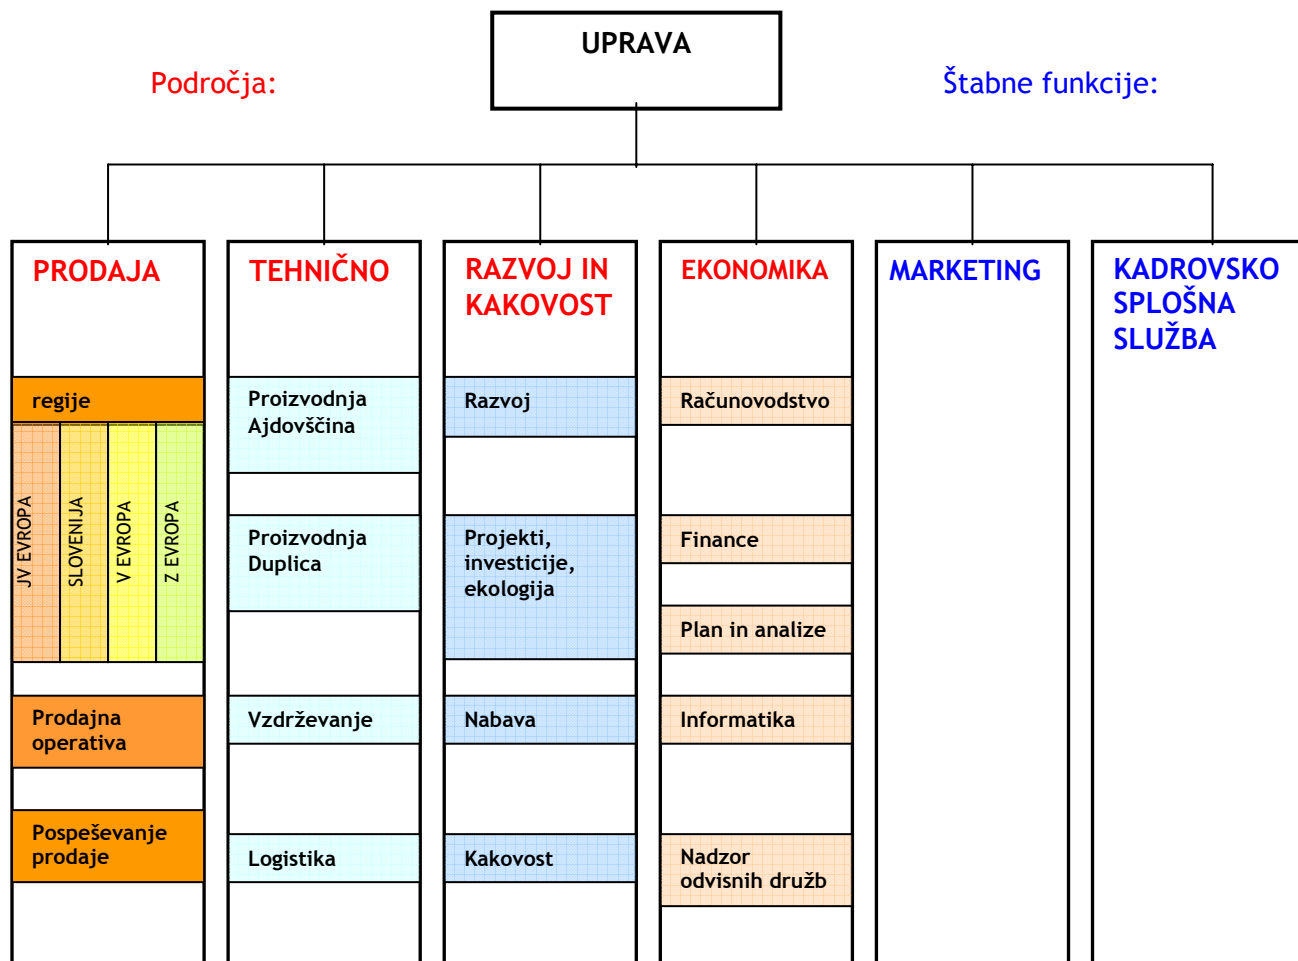 UPRAVA
Področja:
Štabne funkcije:
PRODAJA
regije
JV EVROPA
SLOVENIJA
V EVROPA
Z EVROPA
Prodajna
operativa
Pospeševanje
prodaje
TEHNIČNO
Proizvodnja
Ajdovščina
Proizvodnja
Duplica
Vzdrževanje
Logistika
RAZVOJ IN
KAKOVOST
Razvoj
Projekti,
investicije,
ekologija
Nabava
Kakovost
EKONOMIKA
Računovodstvo
Finance
Plan in analize
Informatika
Nadzor
odvisnih družb
MARKETING
KADROVSKO
SPLOŠNA
SLUŽBA